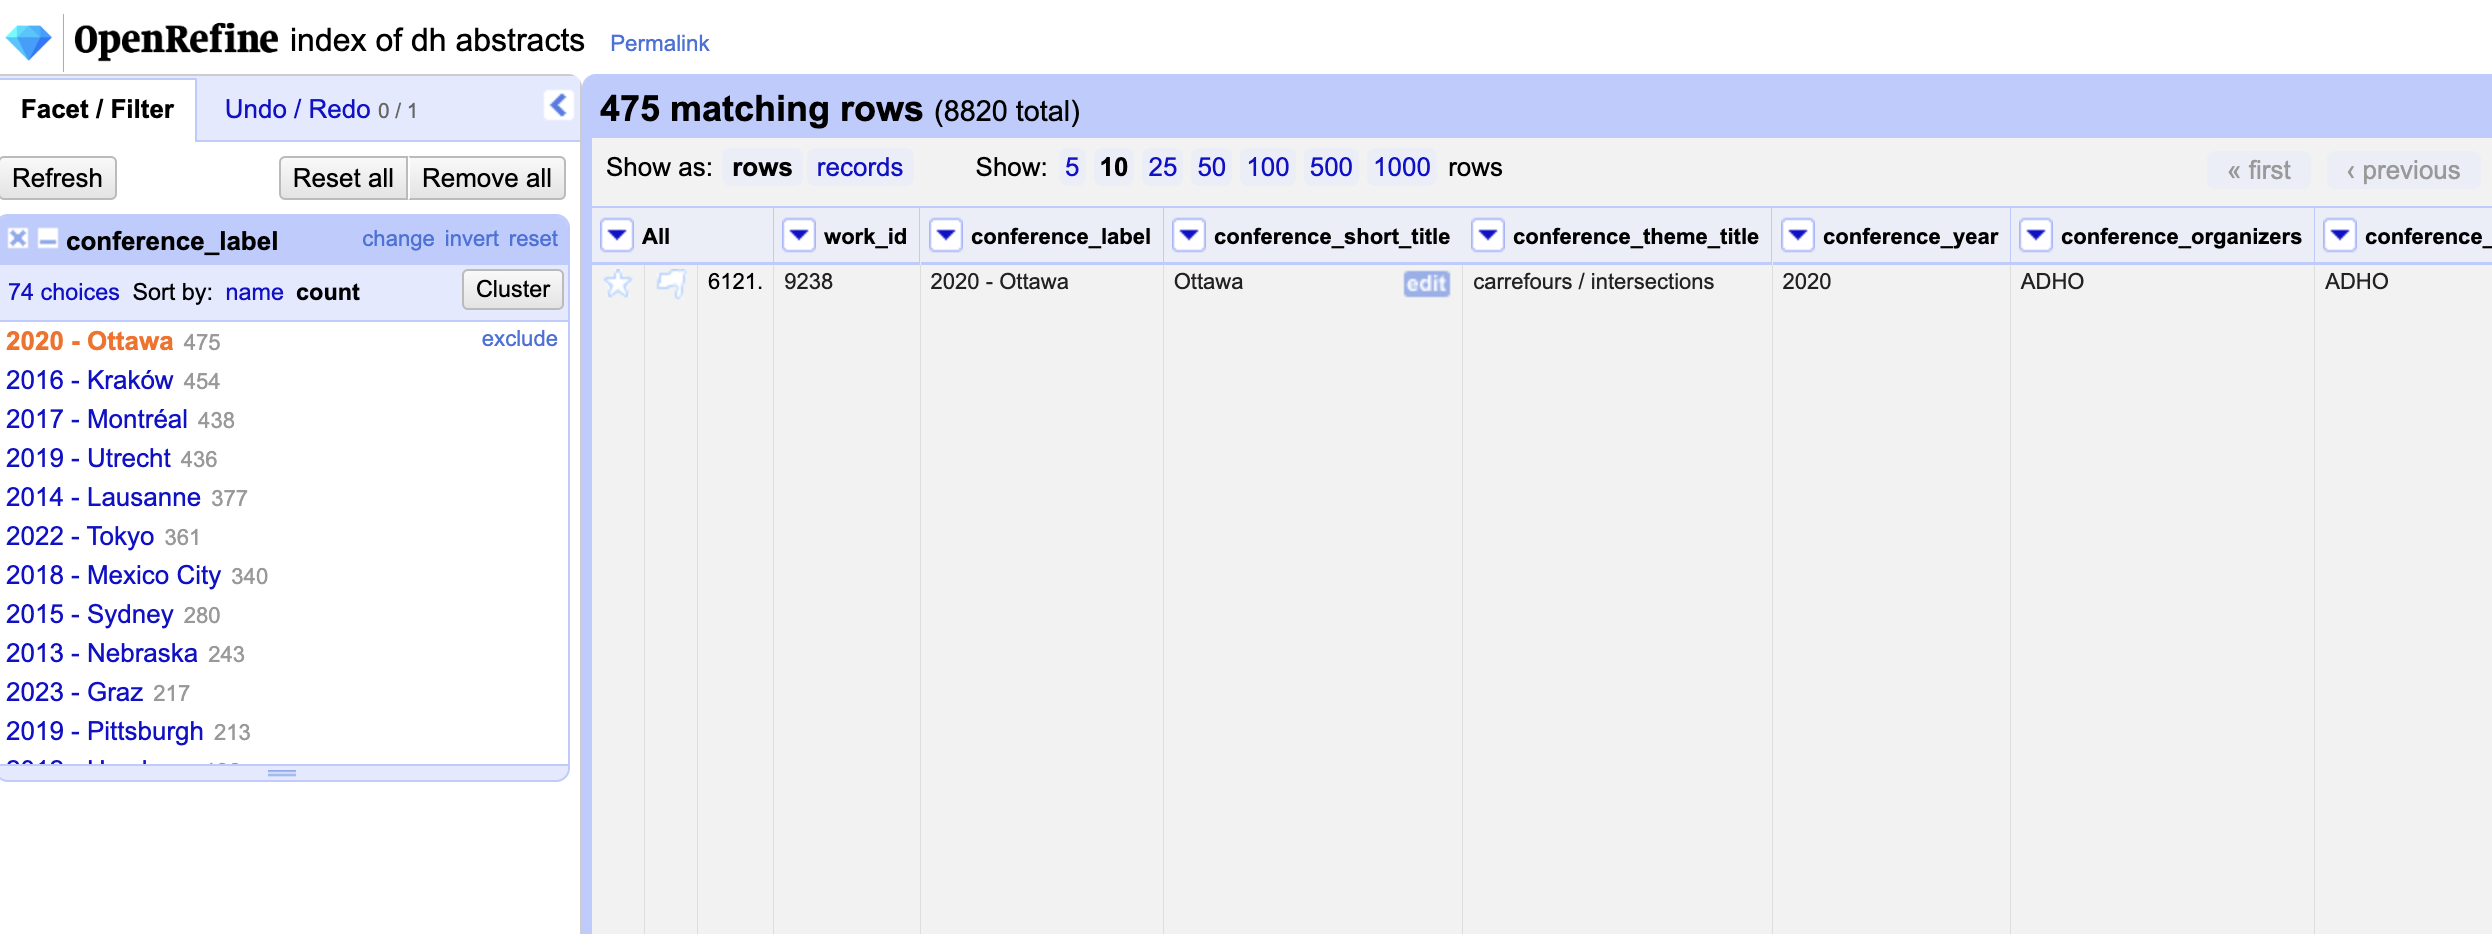 OpenRefine index of dh abstracts Permalink
Facet / Filter Undo / Redo 0 / 1
Refresh Reset all Remove all
conference_label change invert reset
74 choices Sort by: name count Cluster
2020 - Ottawa 475 exclude
2016 - Kraków 454
2017 - Montréal 438
2019 - Utrecht 436
2014 - Lausanne 377
2022 - Tokyo 361
2018 - Mexico City 340
2015 - Sydney 280
2013 - Nebraska 243
2023 - Graz 217
2019 - Pittsburgh 213
475 matching rows (8820 total)
Show as: rows records Show: 5 10 25 50 100 500 1000 rows « first ‹ previous
All work_id conference_label conference_short_title conference_theme_title conference_year conference_organizers conference_
6121. 9238 2020 - Ottawa Ottawa edit carrefours / intersections 2020 ADHO ADHO